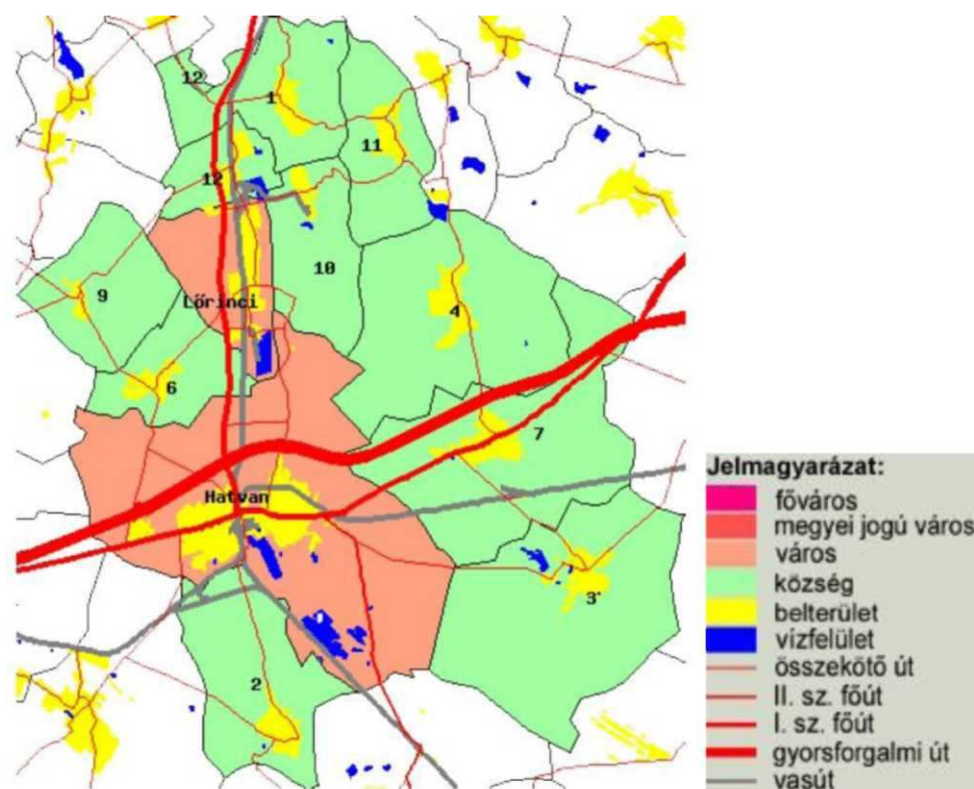 12
1
11
12
10
9
Lőrinci
4
6
7
Hatvan
3
2
Jelmagyarázat:
főváros
megyei jogú város
város
község
belterület
vízfelület
összekötő út
II. sz. főút
I. sz. főút
gyorsforgalmi út
vasút